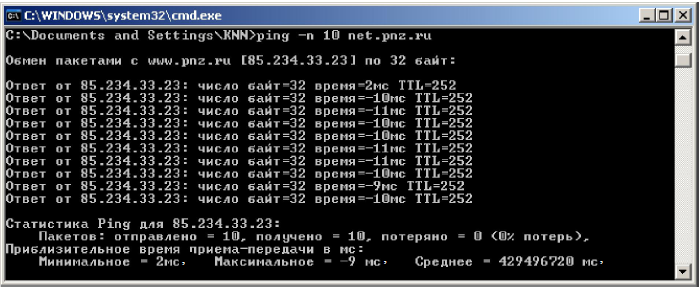 C:\WINDOWS\system32\cmd.exe
C:\Documents and Settings\KNN>ping -n 10 net.pnz.ru
Обмен пакетами с www.pnz.ru [85.234.33.23] по 32 байт:
Ответ от 85.234.33.23: число байт=32 время=2мс TTL=252
Ответ от 85.234.33.23: число байт=32 время=-10мс TTL=252
Ответ от 85.234.33.23: число байт=32 время=-11мс TTL=252
Ответ от 85.234.33.23: число байт=32 время=-10мс TTL=252
Ответ от 85.234.33.23: число байт=32 время=-10мс TTL=252
Ответ от 85.234.33.23: число байт=32 время=-11мс TTL=252
Ответ от 85.234.33.23: число байт=32 время=-11мс TTL=252
Ответ от 85.234.33.23: число байт=32 время=-10мс TTL=252
Ответ от 85.234.33.23: число байт=32 время=-9мс TTL=252
Ответ от 85.234.33.23: число байт=32 время=-10мс TTL=252
Статистика Ping для 85.234.33.23:
Пакетов: отправлено = 10, получено = 10, потеряно = 0 (0% потерь),
Приблизительное время приема-передачи в мс:
Минимальное = 2мс, Максимальное = -9 мс, Среднее = 429496720 мс,